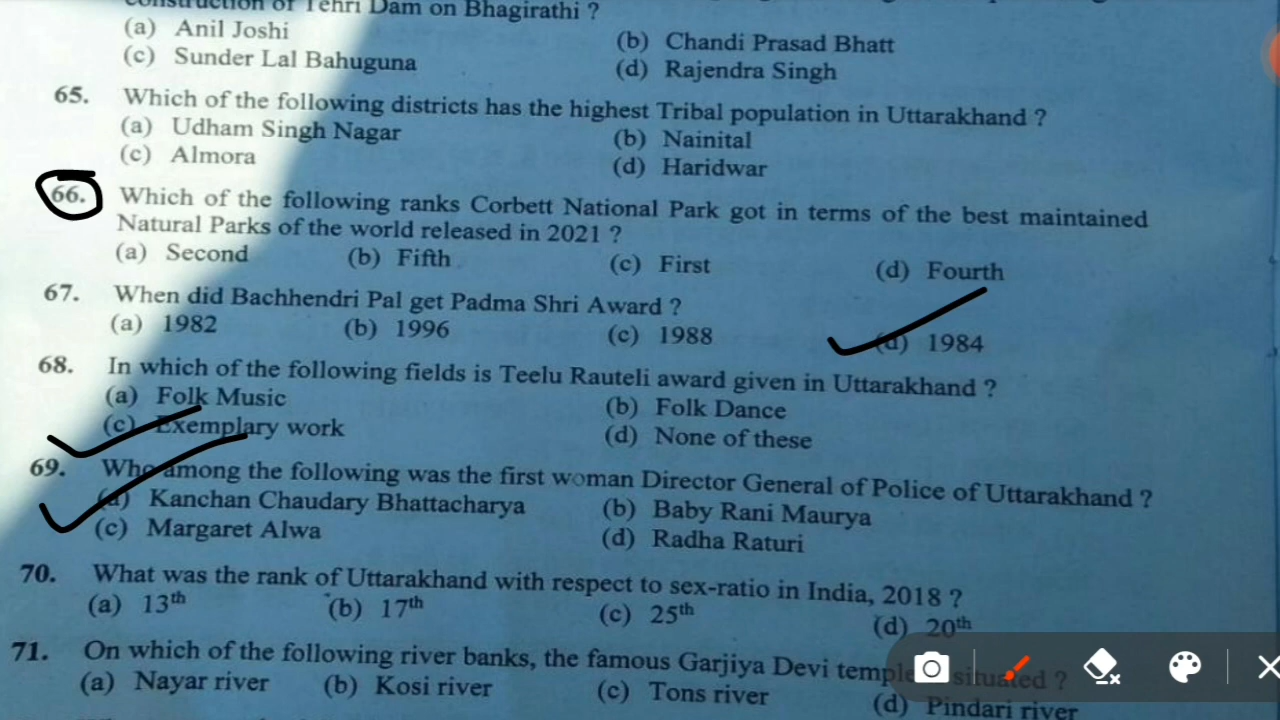 construction of Tehri Dam on Bhagirathi ?
(a) Anil Joshi (b) Chandi Prasad Bhatt
(c) Sunder Lal Bahuguna (d) Rajendra Singh
65. Which of the following districts has the highest Tribal population in Uttarakhand ?
(a) Udham Singh Nagar (b) Nainital
(c) Almora (d) Haridwar
66. Which of the following ranks Corbett National Park got in terms of the best maintained
Natural Parks of the world released in 2021 ?
(a) Second (b) Fifth (c) First (d) Fourth
67. When did Bachhendri Pal get Padma Shri Award ?
(a) 1982 (b) 1996 (c) 1988 (d) 1984
68. In which of the following fields is Teelu Rauteli award given in Uttarakhand ?
(a) Folk Music (b) Folk Dance
(c) Exemplary work (d) None of these
69. Who among the following was the first woman Director General of Police of Uttarakhand ?
(a) Kanchan Chaudary Bhattacharya (b) Baby Rani Maurya
(c) Margaret Alwa (d) Radha Raturi
70. What was the rank of Uttarakhand with respect to sex-ratio in India, 2018 ?
(a) 13th (b) 17th (c) 25th (d) 20th
71. On which of the following river banks, the famous Garjiya Devi temple situated ?
(a) Nayar river (b) Kosi river (c) Tons river (d) Pindari river